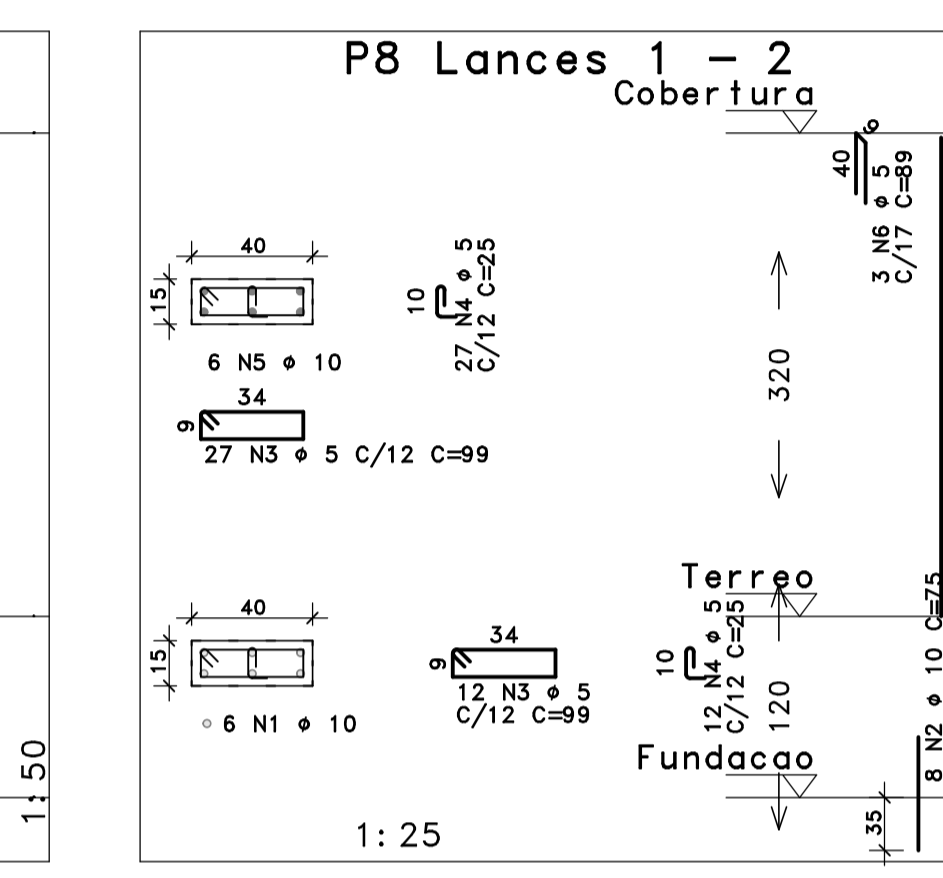 P8 Lances 1 - 2
Cobertura
40
9
3 N6 φ 5
C/17 C=89
40
15
6 N5 φ 10
10
27 N4 φ 5
C/12 C=25
320
34
9
27 N3 φ 5 C/12 C=99
Terreo
40
15
6 N1 φ 10
34
9
12 N3 φ 5
C/12 C=99
10
12 N4 φ 5
C/12 C=25
120
8 N2 φ 10 C=75
Fundacao
35
1:25
1:50